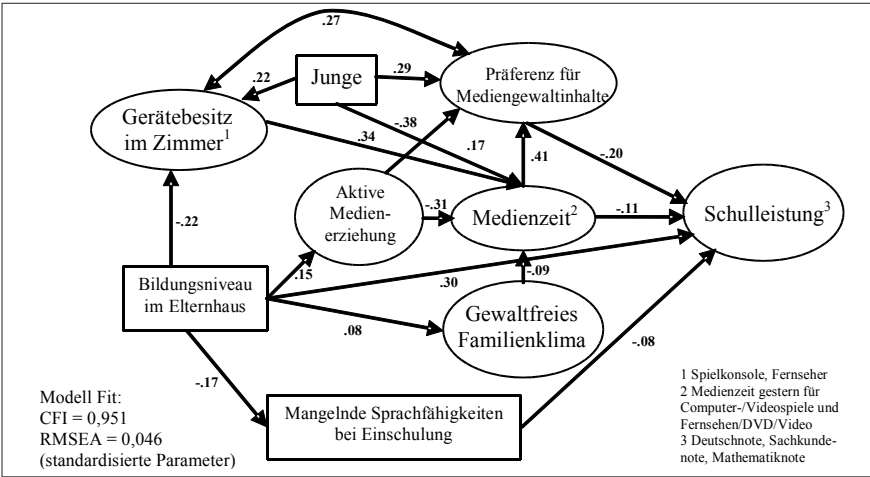 .27
Junge
.22
.29
Präferenz für
Mediengewaltinhalte
Gerätebesitz
im Zimmer1
-.38
.34
.17
.41
-.20
Aktive
Medien-
erziehung
-.31
Medienzeit2
-.11
Schulleistung3
-.22
Bildungsniveau
im Elternhaus
.15
.30
-.09
.08
Gewaltfreies
Familienklima
-.08
-.17
Mangelnde Sprachfähigkeiten
bei Einschulung
Modell Fit:
CFI = 0,951
RMSEA = 0,046
(standardisierte Parameter)
1 Spielkonsole, Fernseher
2 Medienzeit gestern für
Computer-/Videospiele und
Fernsehen/DVD/Video
3 Deutschnote, Sachkunde-
note, Mathematiknote